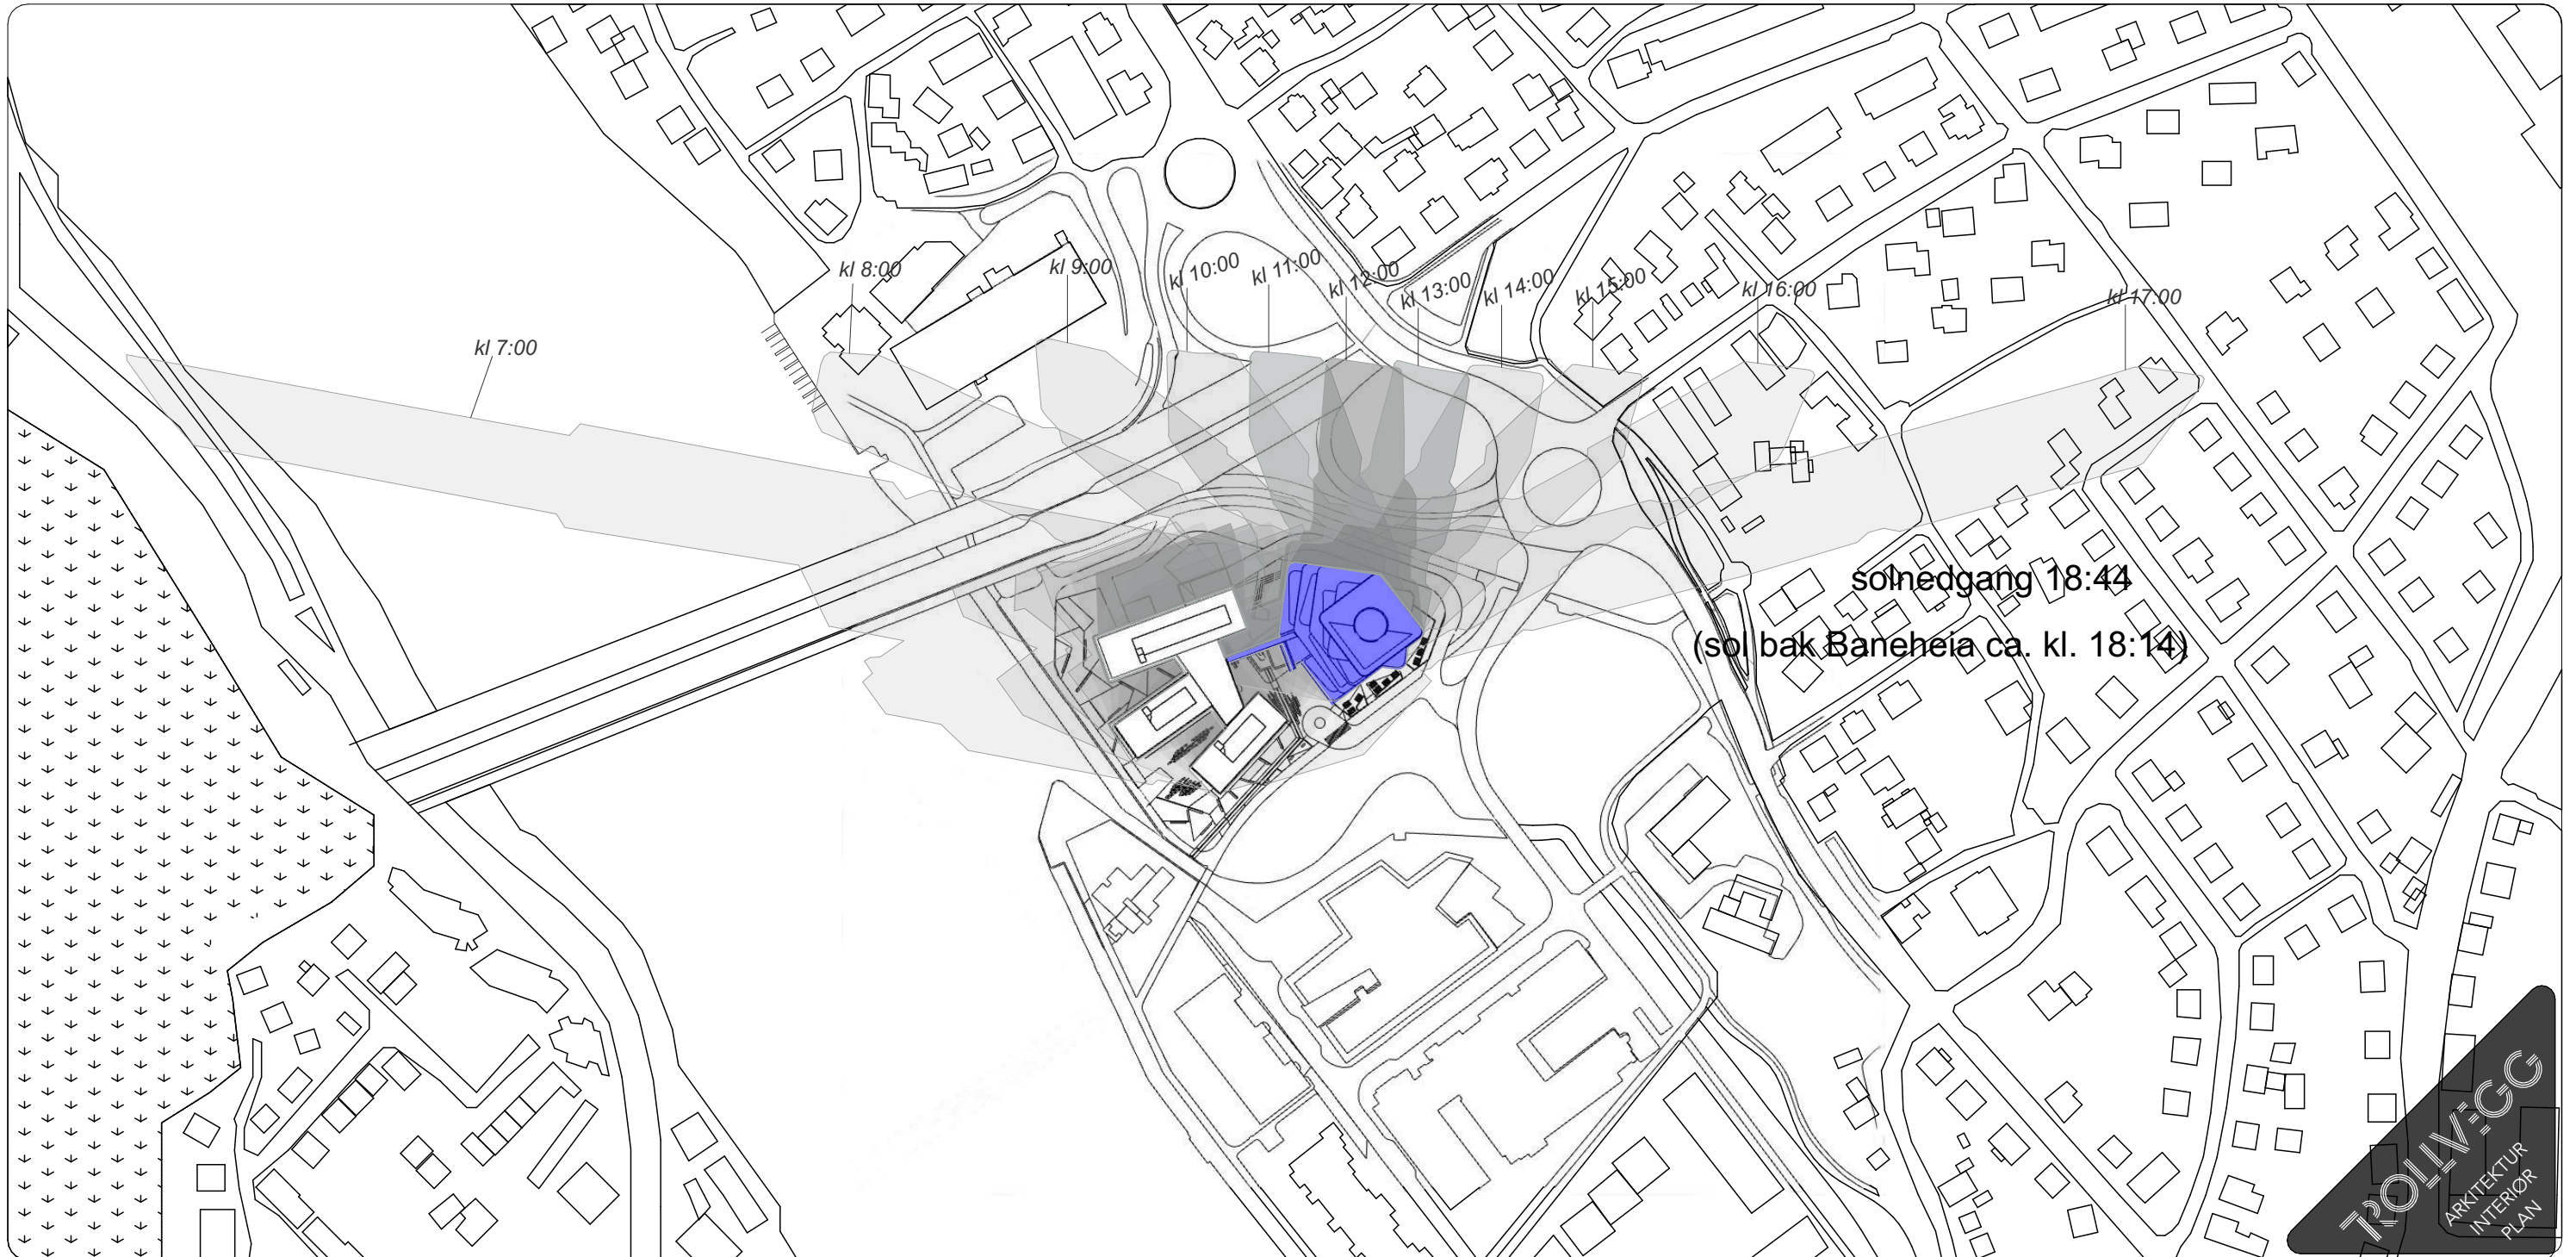 kl 7:00
kl 8:00
kl 9:00
kl 10:00
kl 11:00
kl 12:00
kl 13:00
kl 14:00
kl 15:00
kl 16:00
kl 17:00
solnedgang 18:44
(sol bak Baneheia ca. kl. 18:14)
TROLLVEGG
ARKITEKTUR
INTERIØR
PLAN